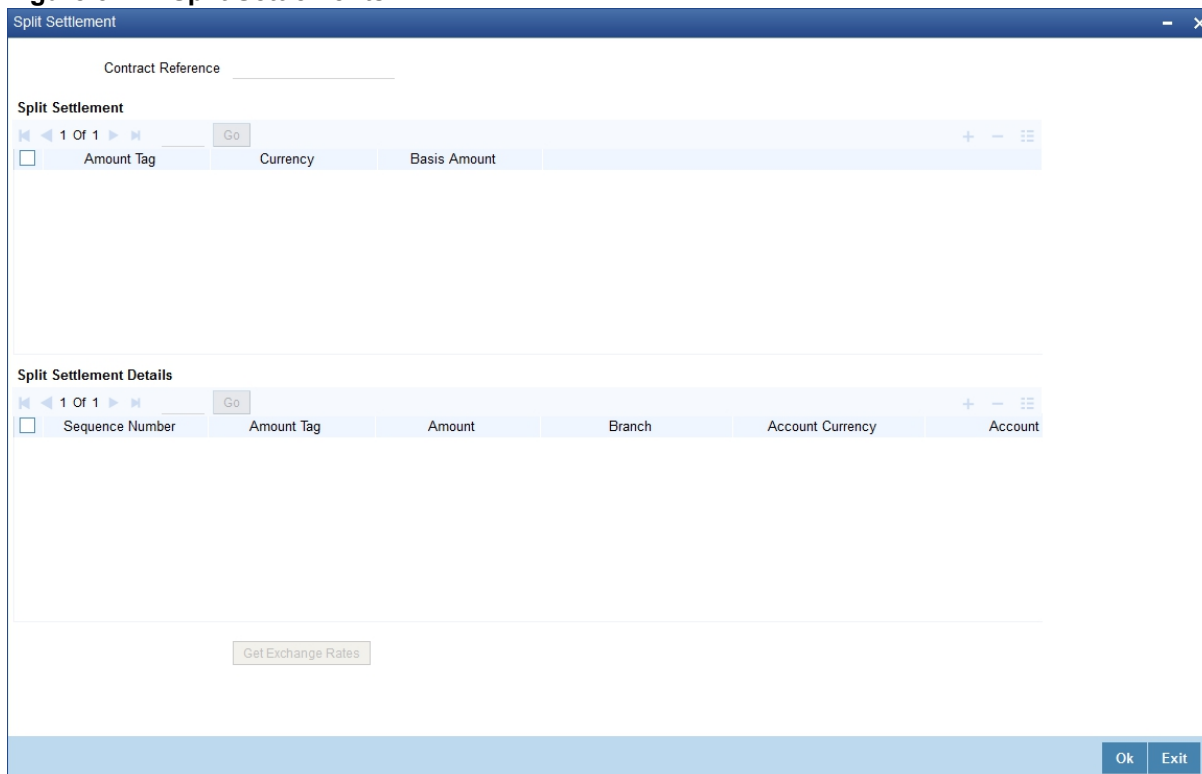 Split Settlement
Contract Reference
Split Settlement
1 Of 1 Go
Amount Tag Currency Basis Amount
Split Settlement Details
1 Of 1 Go
Sequence Number Amount Tag Amount Branch Account Currency Account
Get Exchange Rates
Ok Exit